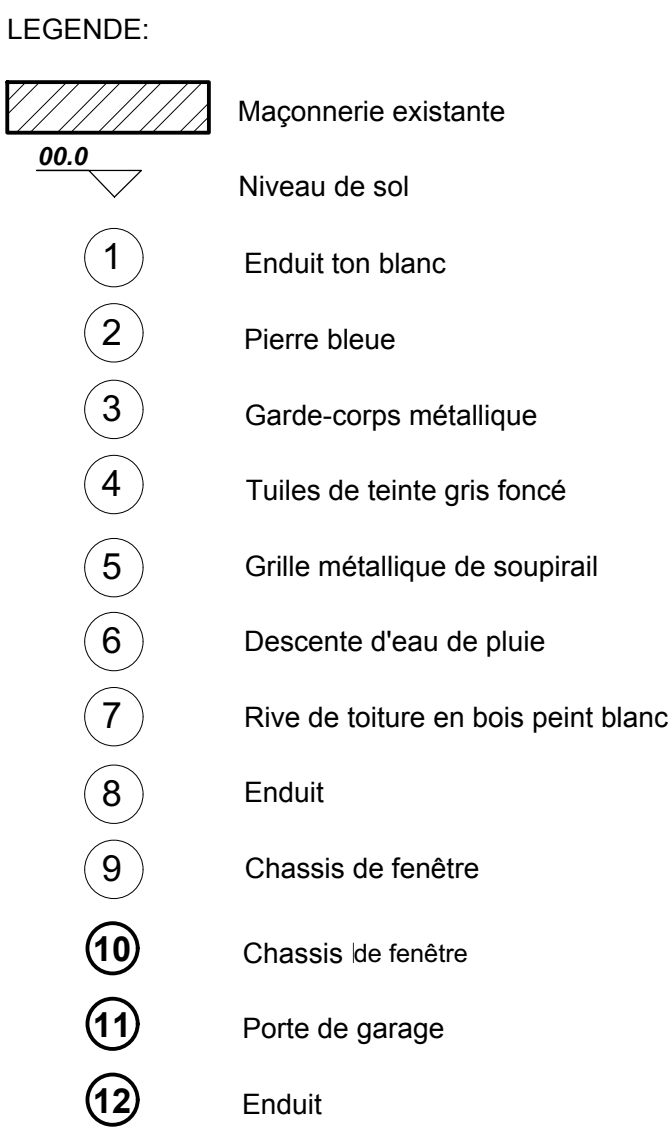 LEGENDE:
Maçonnerie existante
00.0
Niveau de sol
1 Enduit ton blanc
2 Pierre bleue
3 Garde-corps métallique
4 Tuiles de teinte gris foncé
5 Grille métallique de soupirail
6 Descente d'eau de pluie
7 Rive de toiture en bois peint blanc
8 Enduit
9 Chassis de fenêtre
10 Chassis de fenêtre
11 Porte de garage
12 Enduit